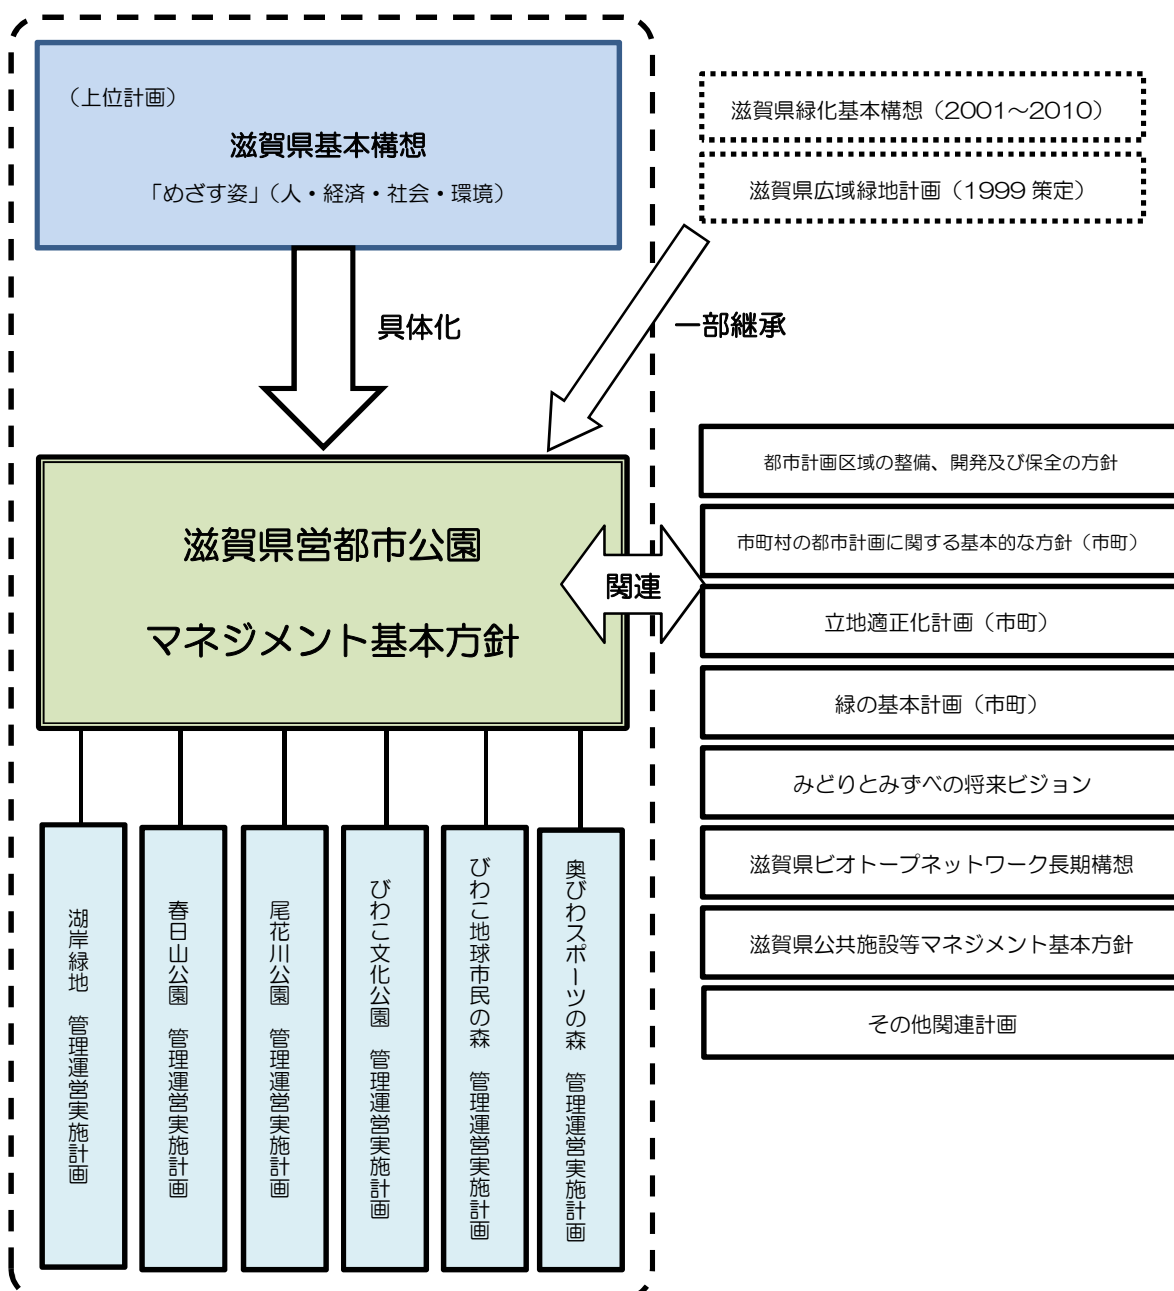 （上位計画）
滋賀県基本構想
「めざす姿」（人・経済・社会・環境）
滋賀県緑化基本構想（2001～2010）
滋賀県広域緑地計画（1999 策定）
具体化
一部継承
滋賀県営都市公園
マネジメント基本方針
関連
都市計画区域の整備、開発及び保全の方針
市町村の都市計画に関する基本的な方針（市町）
立地適正化計画（市町）
緑の基本計画（市町）
みどりとみずべの将来ビジョン
滋賀県ビオトープネットワーク長期構想
滋賀県公共施設等マネジメント基本方針
その他関連計画
湖岸緑地　管理運営実施計画
春日山公園　管理運営実施計画
尾花川公園　管理運営実施計画
びわこ文化公園　管理運営実施計画
びわこ地球市民の森　管理運営実施計画
奥びわスポーツの森　管理運営実施計画